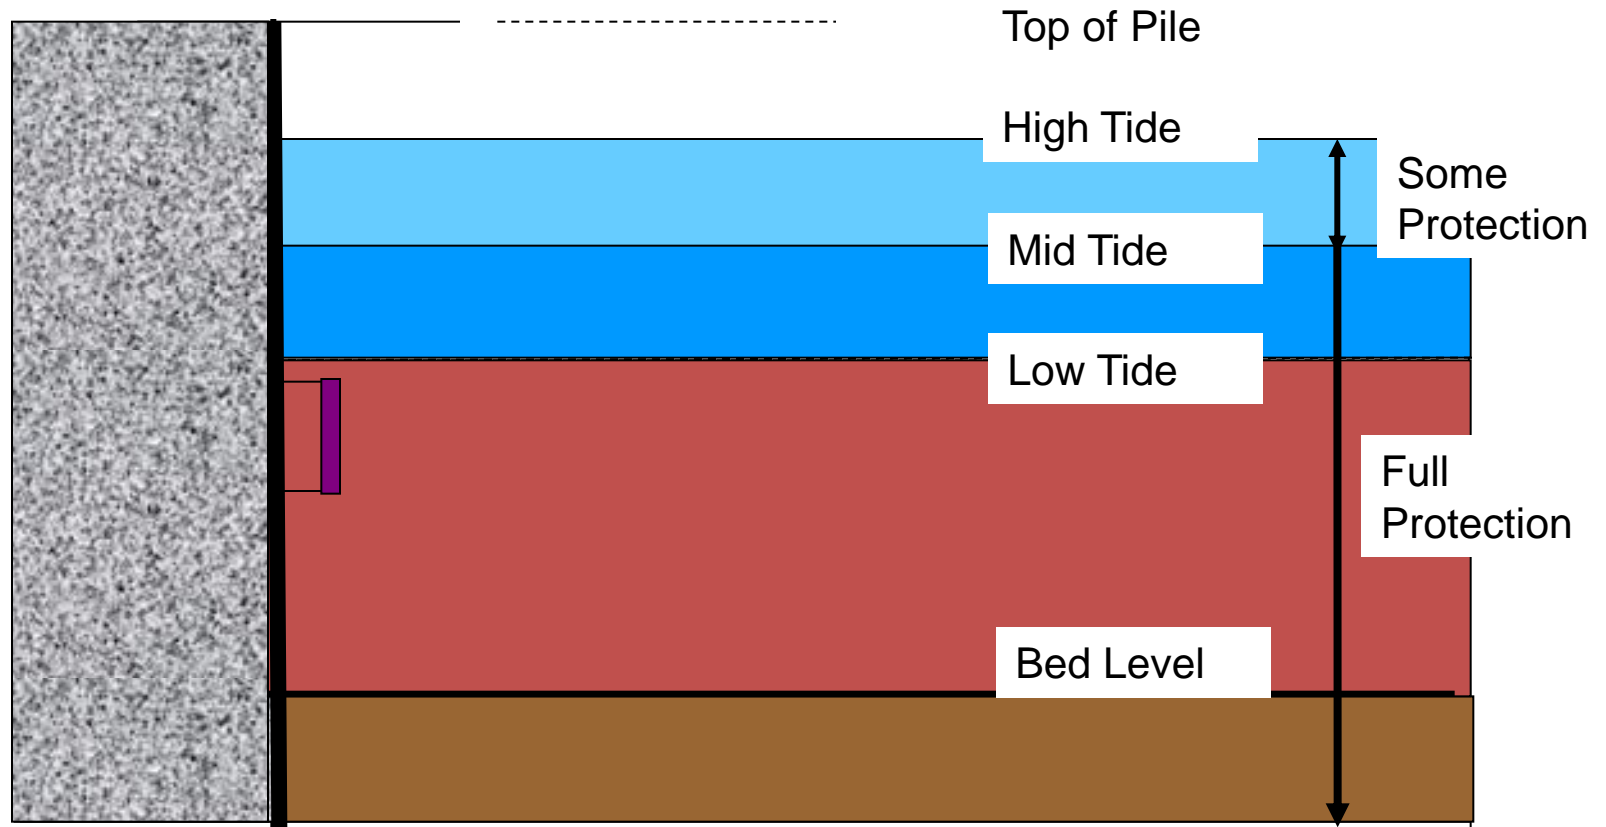 Top of Pile
High Tide
Some
Protection
Mid Tide
Low Tide
Full
Protection
Bed Level